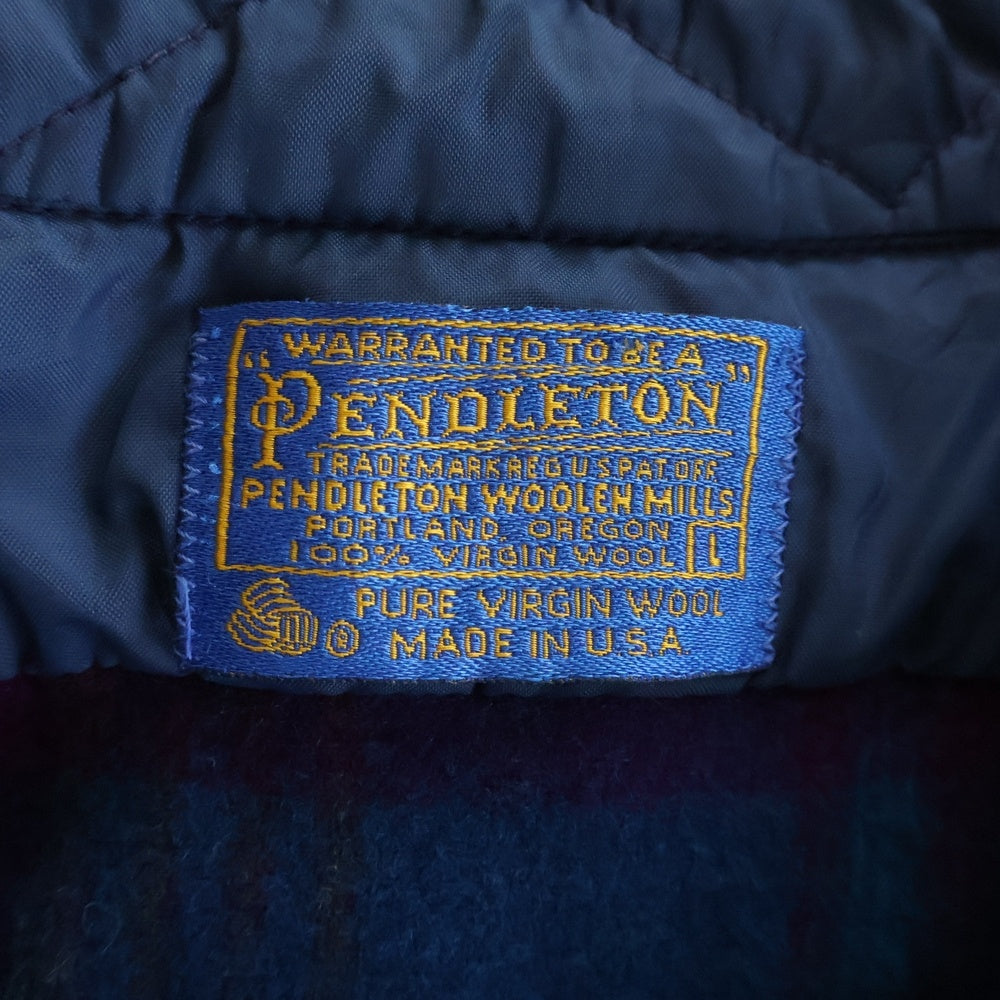 WARRANTED TO BE A
"PENDLETON"
TRADEMARK REG U S PAT. OFF.
PENDLETON WOOLEN MILLS
PORTLAND, OREGON
100% VIRGIN WOOL L
PURE VIRGIN WOOL
® MADE IN U.S.A.